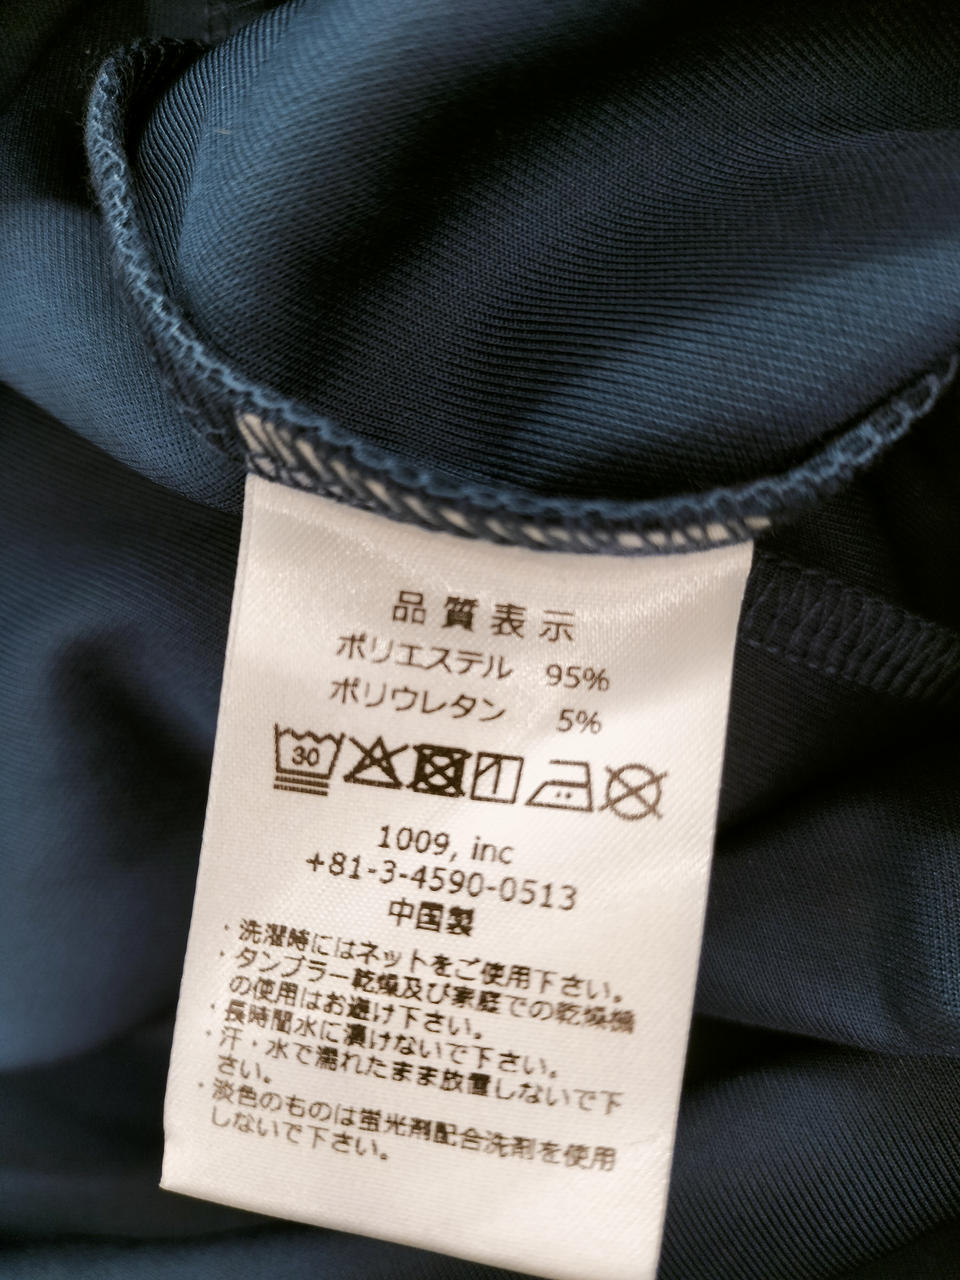 品質表示
ポリエステル 95%
ポリウレタン 5%
30
1009, inc
+81-3-4590-0513
中国製
・洗濯時にはネットをご使用下さい。
・タンブラー乾燥及び家庭での乾燥機
の使用はお避け下さい。
・長時間水に漬けないで下さい。
・汗・水で濡れたまま放置しないで下
さい。
・淡色のものは蛍光剤配合洗剤を使用
しないで下さい。